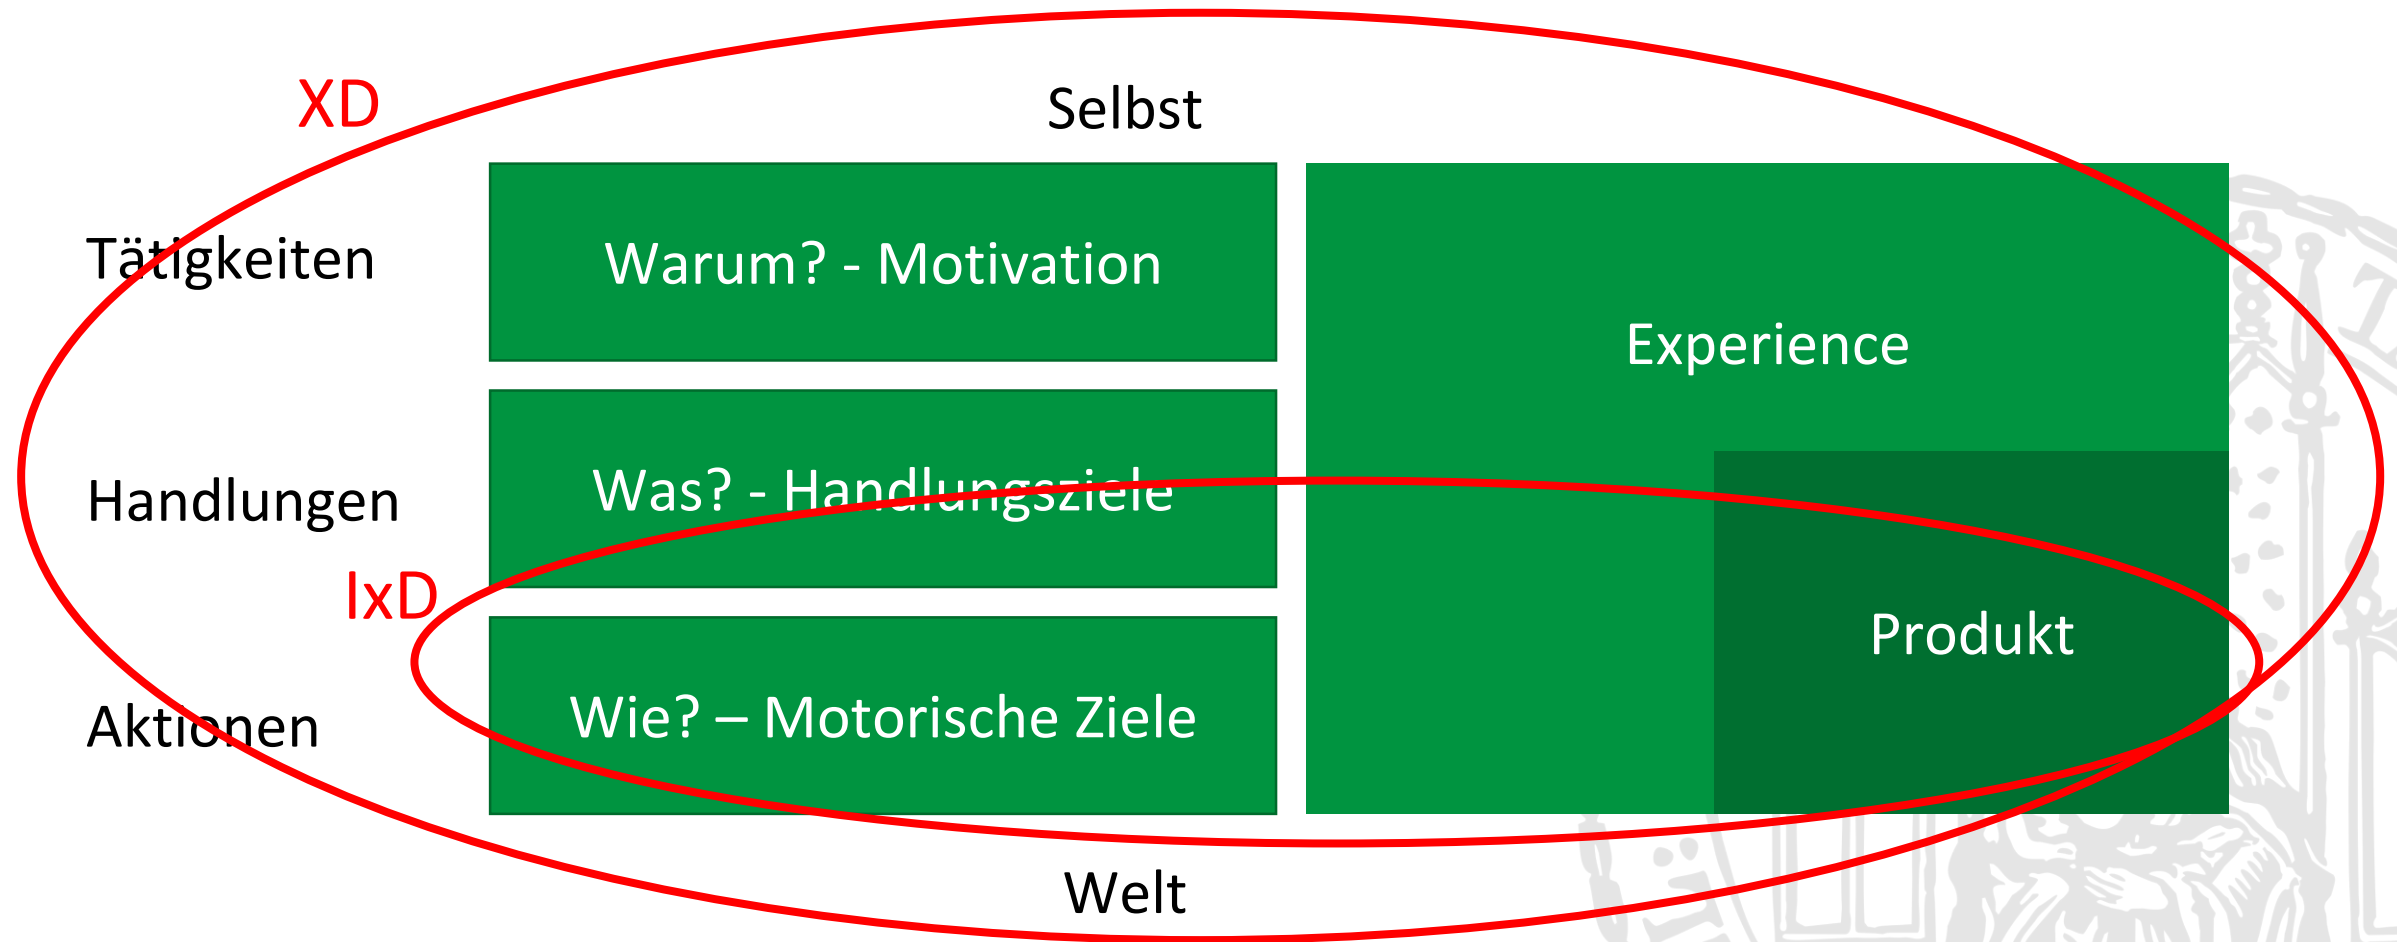 XD
Selbst
Tätigkeiten
Warum? - Motivation
Experience
Handlungen
Was? - Handlungsziele
IxD
Produkt
Aktionen
Wie? – Motorische Ziele
Welt